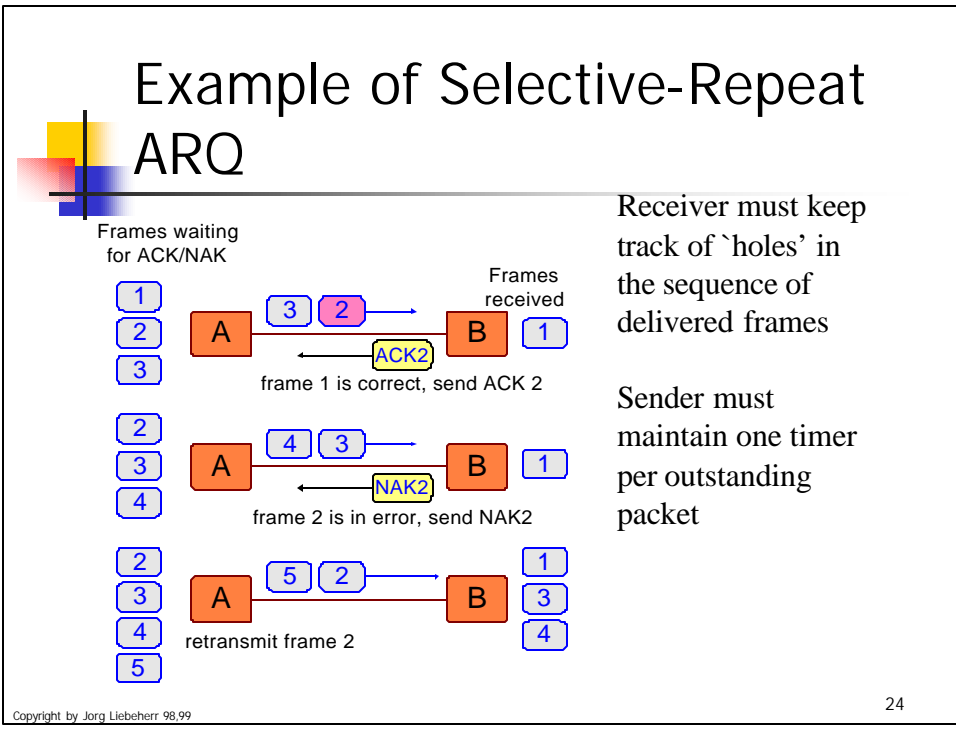 Example of Selective-Repeat
ARQ
Frames waiting
for ACK/NAK
1
2
3
A
3
2
ACK2
B
Frames
received
1
frame 1 is correct, send ACK 2
2
3
4
A
4
3
NAK2
B
1
frame 2 is in error, send NAK2
2
3
4
5
A
5
2
B
1
3
4
retransmit frame 2
Receiver must keep
track of `holes’ in
the sequence of
delivered frames
Sender must
maintain one timer
per outstanding
packet
Copyright by Jorg Liebeherr 98,99
24